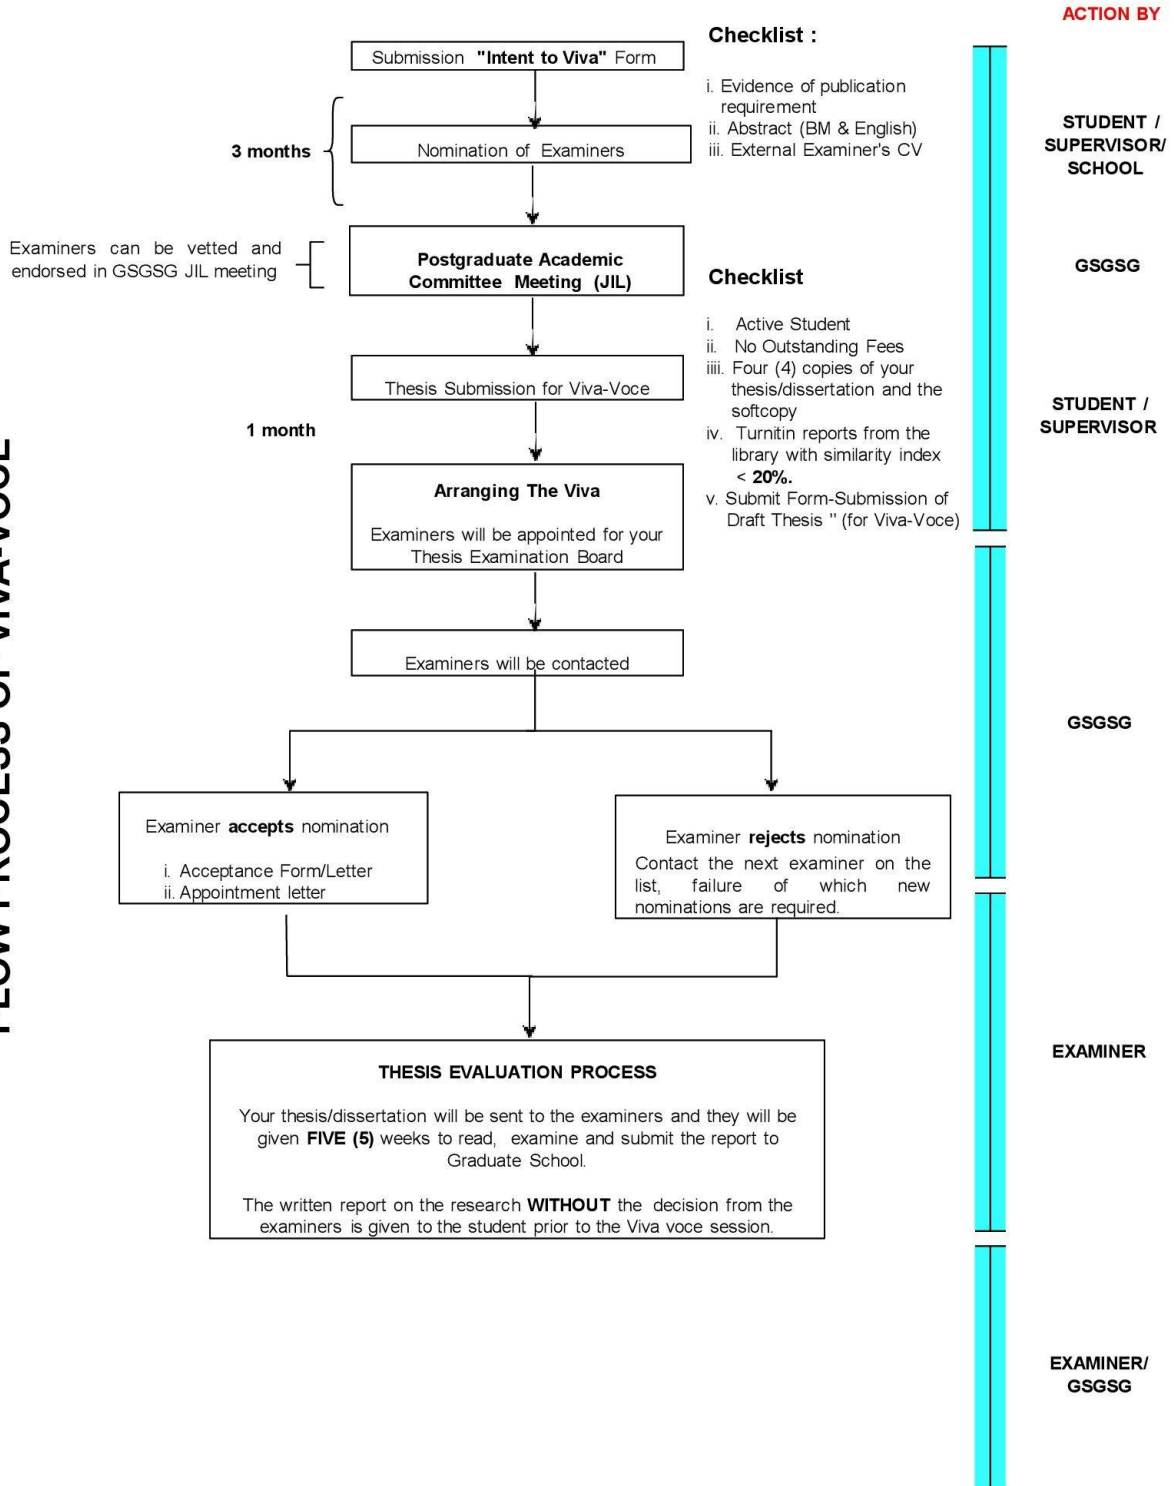 ACTION BY
Checklist :
Submission "Intent to Viva" Form
i. Evidence of publication
requirement
ii. Abstract (BM & English)
iii. External Examiner's CV
STUDENT /
SUPERVISOR/
SCHOOL
3 months
Nomination of Examiners
Examiners can be vetted and
endorsed in GSGSG JIL meeting
Postgraduate Academic
Committee Meeting (JIL)
GSGSG
Checklist
i. Active Student
ii. No Outstanding Fees
iiii. Four (4) copies of your
thesis/dissertation and the
softcopy
iv. Turnitin reports from the
library with similarity index
< 20%.
v. Submit Form-Submission of
Draft Thesis " (for Viva-Voce)
Thesis Submission for Viva-Voce
STUDENT /
SUPERVISOR
1 month
Arranging The Viva
Examiners will be appointed for your
Thesis Examination Board
Examiners will be contacted
GSGSG
Examiner accepts nomination
i. Acceptance Form/Letter
ii. Appointment letter
Examiner rejects nomination
Contact the next examiner on the
list, failure of which new
nominations are required.
EXAMINER
THESIS EVALUATION PROCESS
Your thesis/dissertation will be sent to the examiners and they will be
given FIVE (5) weeks to read, examine and submit the report to
Graduate School.
The written report on the research WITHOUT the decision from the
examiners is given to the student prior to the Viva voce session.
EXAMINER/
GSGSG